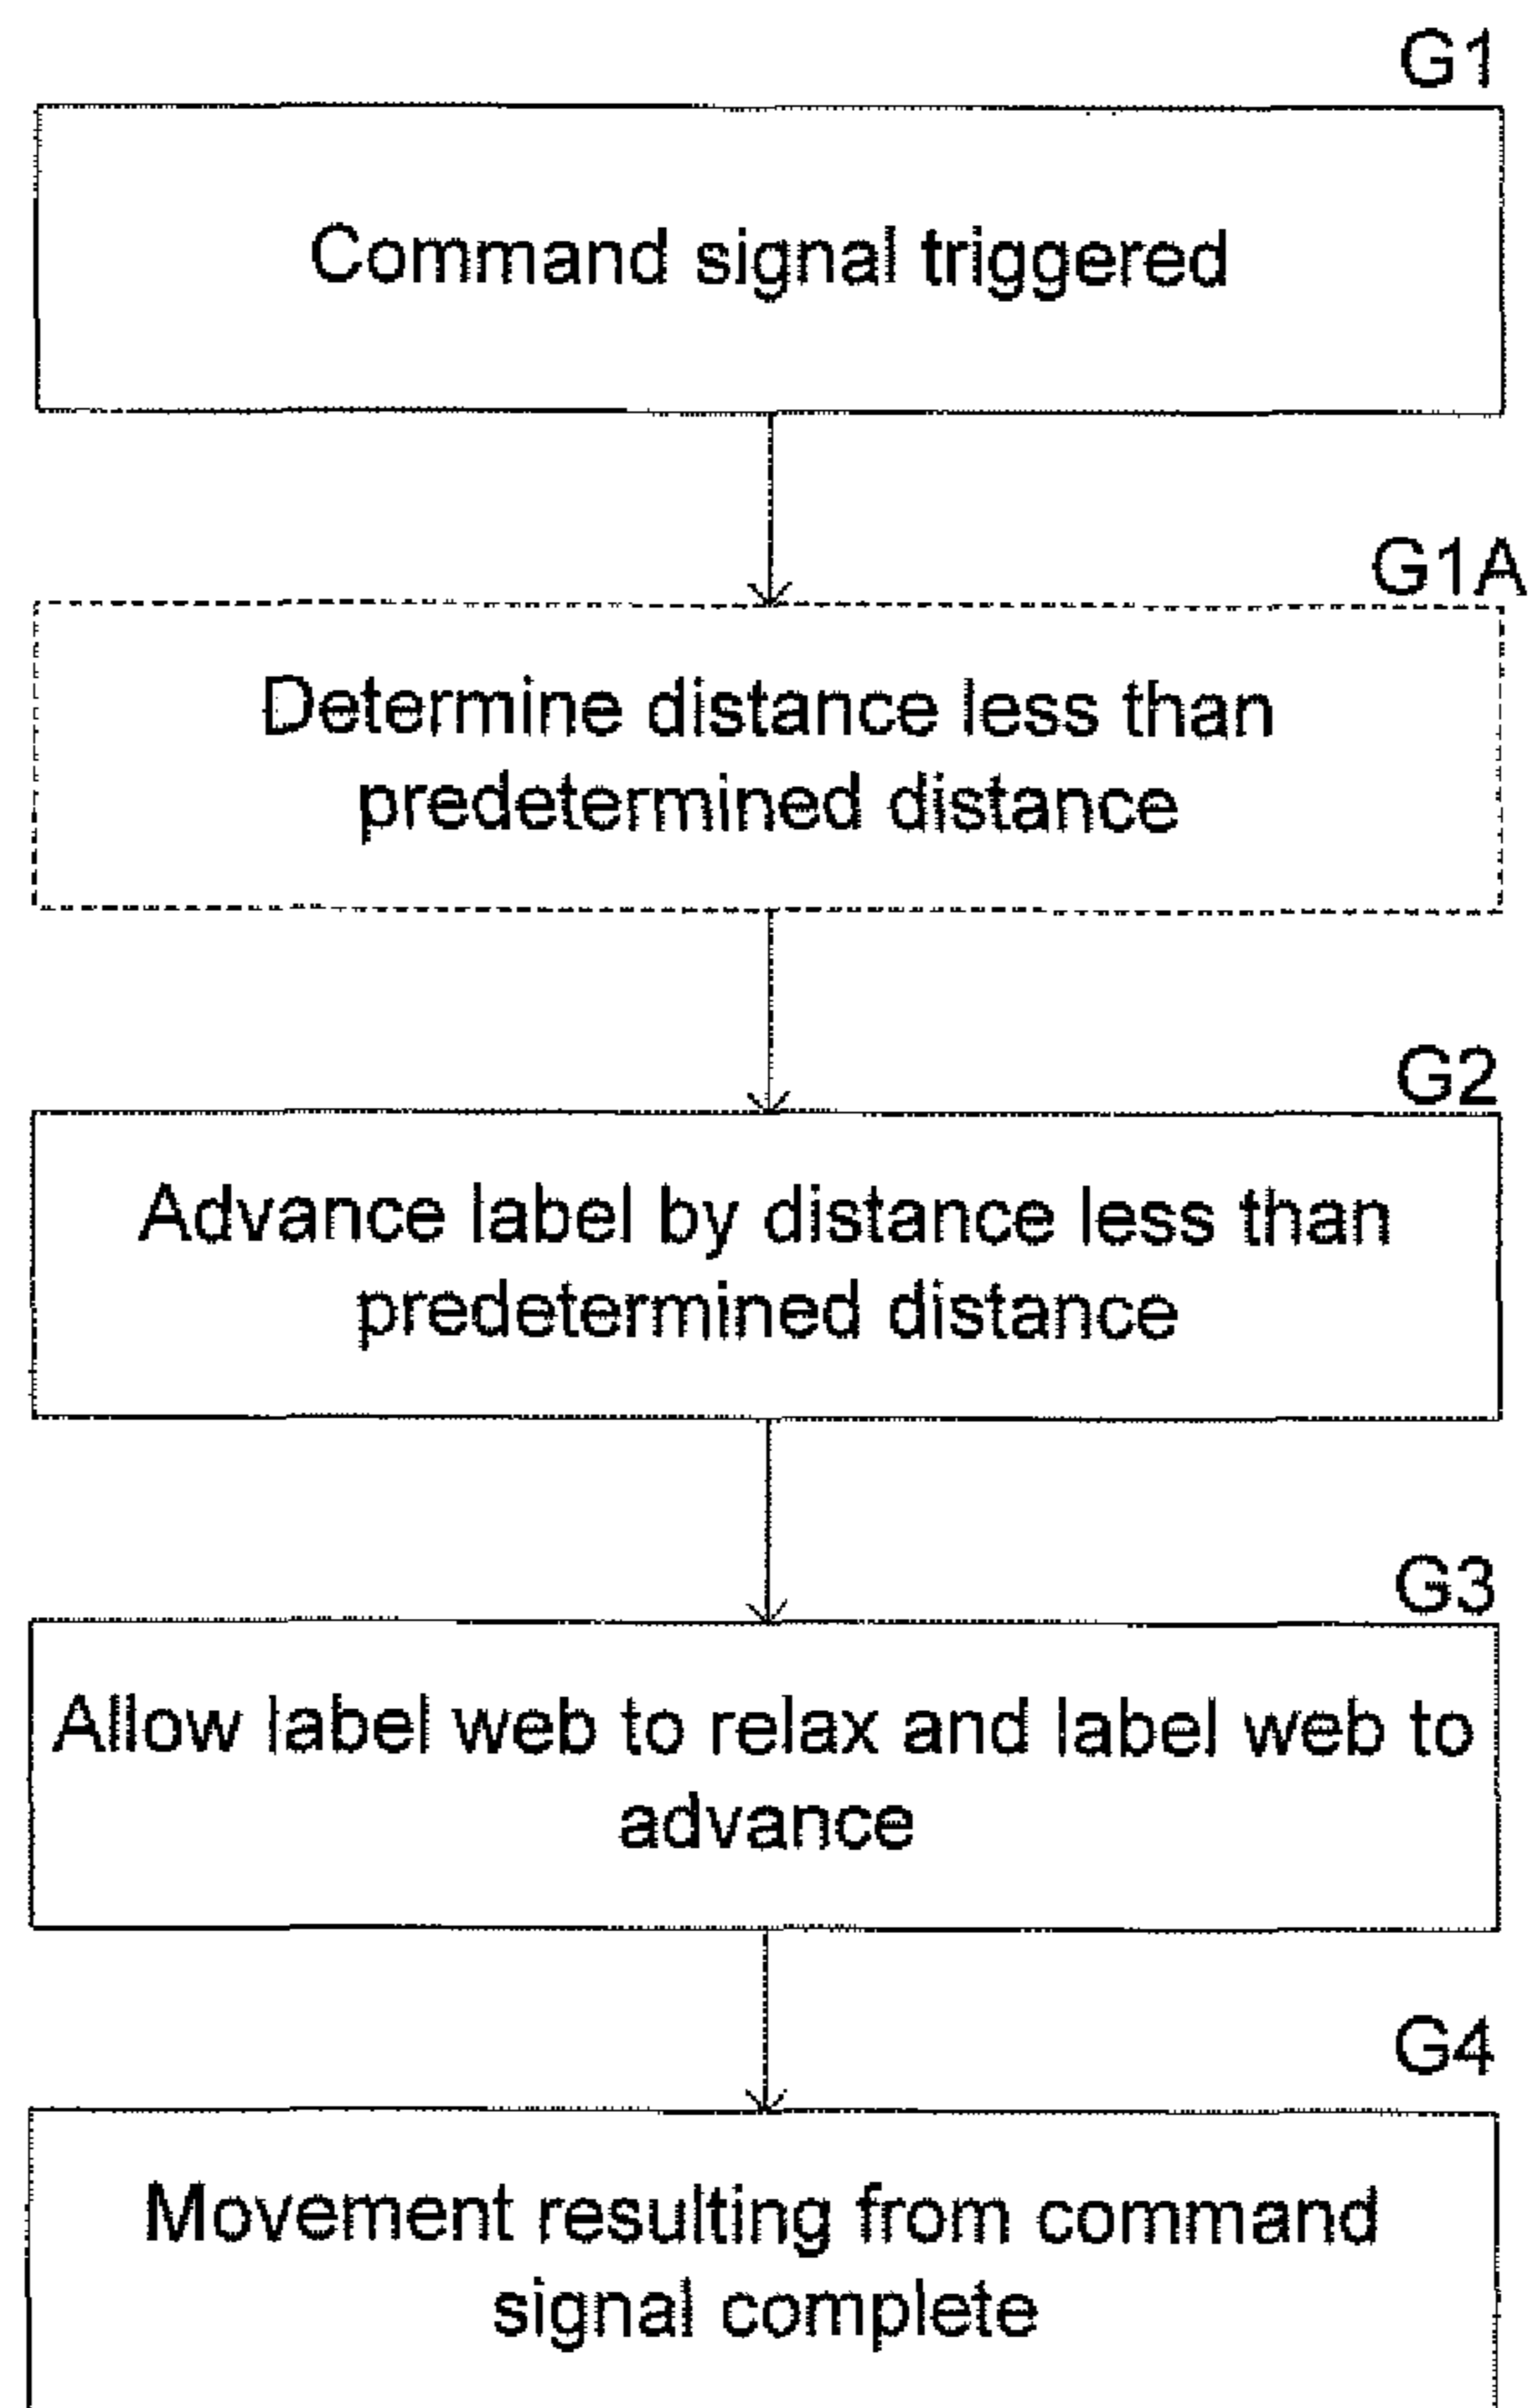 G1
Command signal triggered
G1A
Determine distance less than
predetermined distance
G2
Advance label by distance less than
predetermined distance
G3
Allow label web to relax and label web to
advance
G4
Movement resulting from command
signal complete